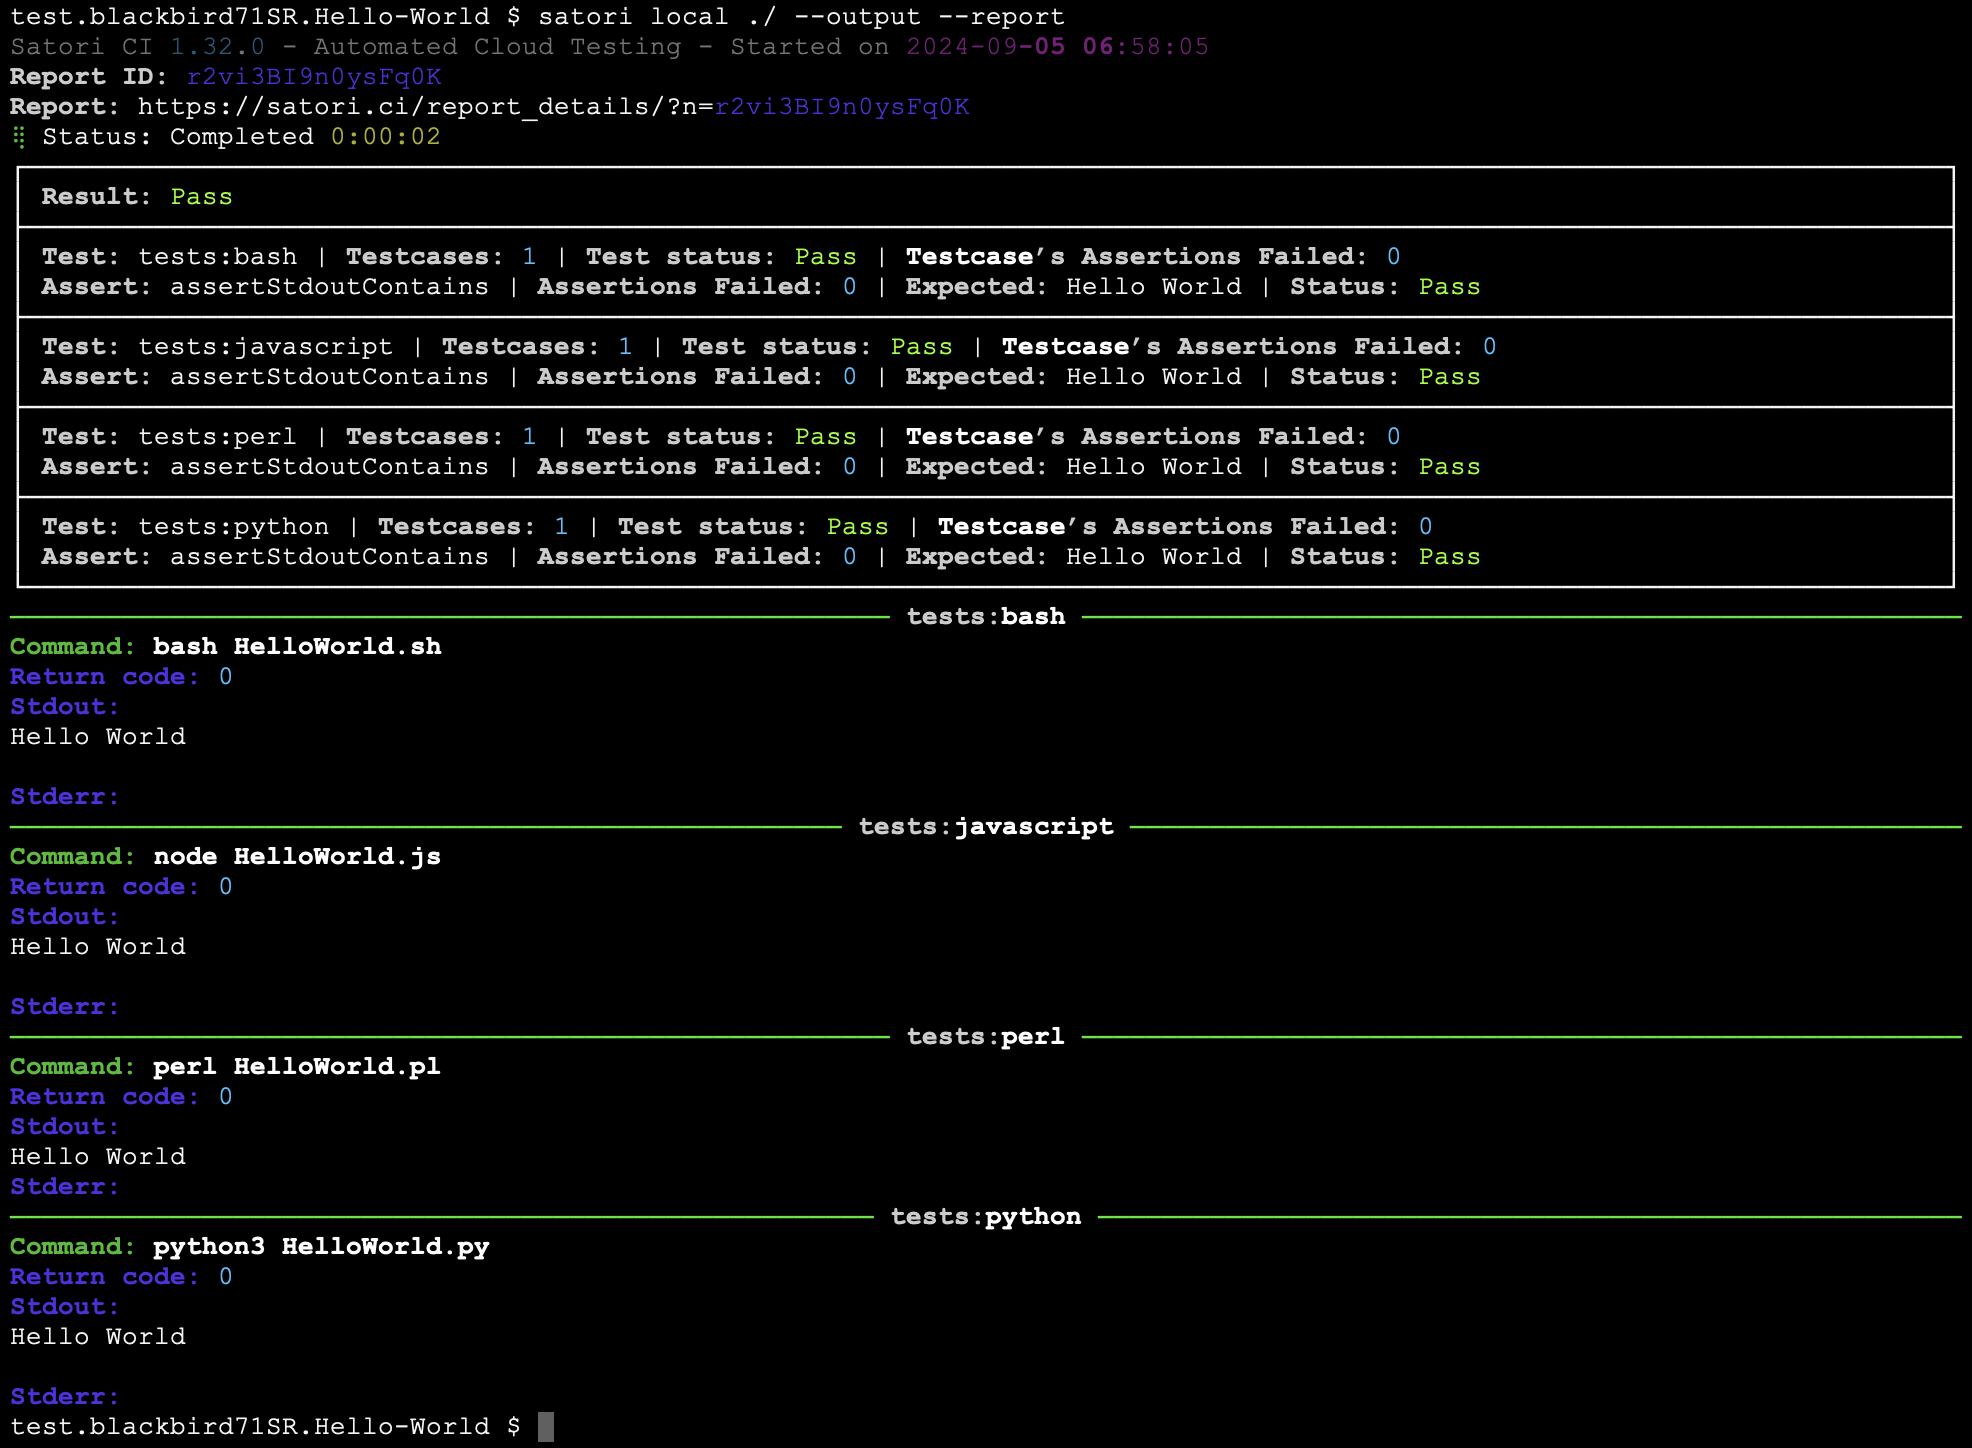 test.blackbird71SR.Hello-World $ satori local ./ --output --report
Satori CI 1.32.0 - Automated Cloud Testing - Started on 2024-09-05 06:58:05
Report ID: r2vi3BI9n0ysFq0K
Report: https://satori.ci/report_details/?n=r2vi3BI9n0ysFq0K
⣾ Status: Completed 0:00:02
Result: Pass
Test: tests:bash | Testcases: 1 | Test status: Pass | Testcase’s Assertions Failed: 0
Assert: assertStdoutContains | Assertions Failed: 0 | Expected: Hello World | Status: Pass
Test: tests:javascript | Testcases: 1 | Test status: Pass | Testcase’s Assertions Failed: 0
Assert: assertStdoutContains | Assertions Failed: 0 | Expected: Hello World | Status: Pass
Test: tests:perl | Testcases: 1 | Test status: Pass | Testcase’s Assertions Failed: 0
Assert: assertStdoutContains | Assertions Failed: 0 | Expected: Hello World | Status: Pass
Test: tests:python | Testcases: 1 | Test status: Pass | Testcase’s Assertions Failed: 0
Assert: assertStdoutContains | Assertions Failed: 0 | Expected: Hello World | Status: Pass
tests:bash
Command: bash HelloWorld.sh
Return code: 0
Stdout:
Hello World
Stderr:
tests:javascript
Command: node HelloWorld.js
Return code: 0
Stdout:
Hello World
Stderr:
tests:perl
Command: perl HelloWorld.pl
Return code: 0
Stdout:
Hello World
Stderr:
tests:python
Command: python3 HelloWorld.py
Return code: 0
Stdout:
Hello World
Stderr:
test.blackbird71SR.Hello-World $